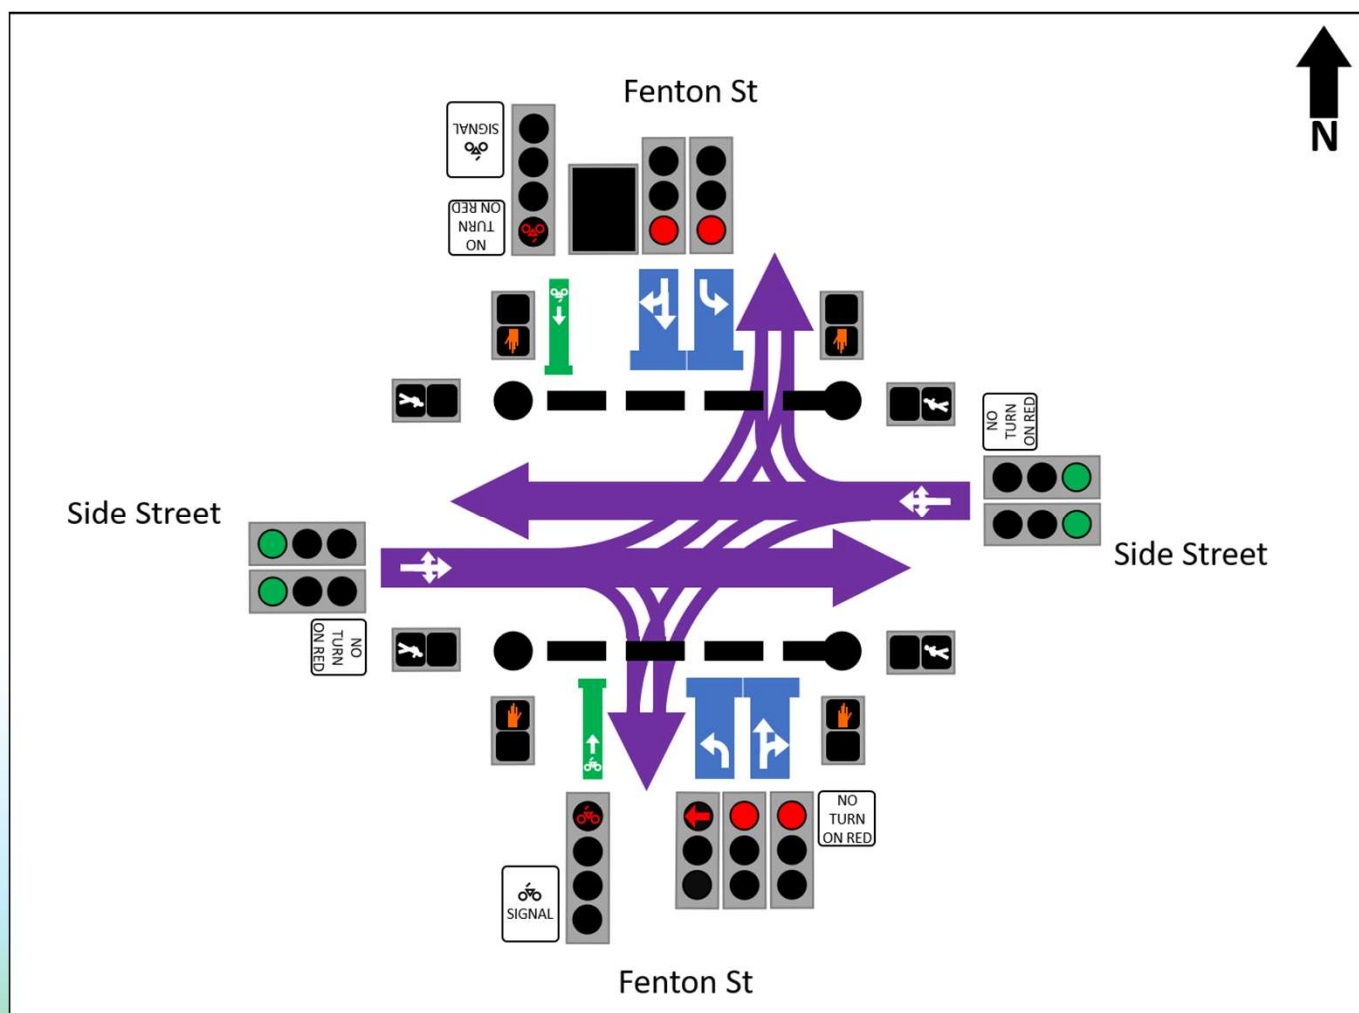 Fenton St
N
SIGNAL
NO
TURN
ON RED
NO
TURN
ON RED
Side Street
Side Street
NO
TURN
ON RED
NO
TURN
ON RED
SIGNAL
Fenton St